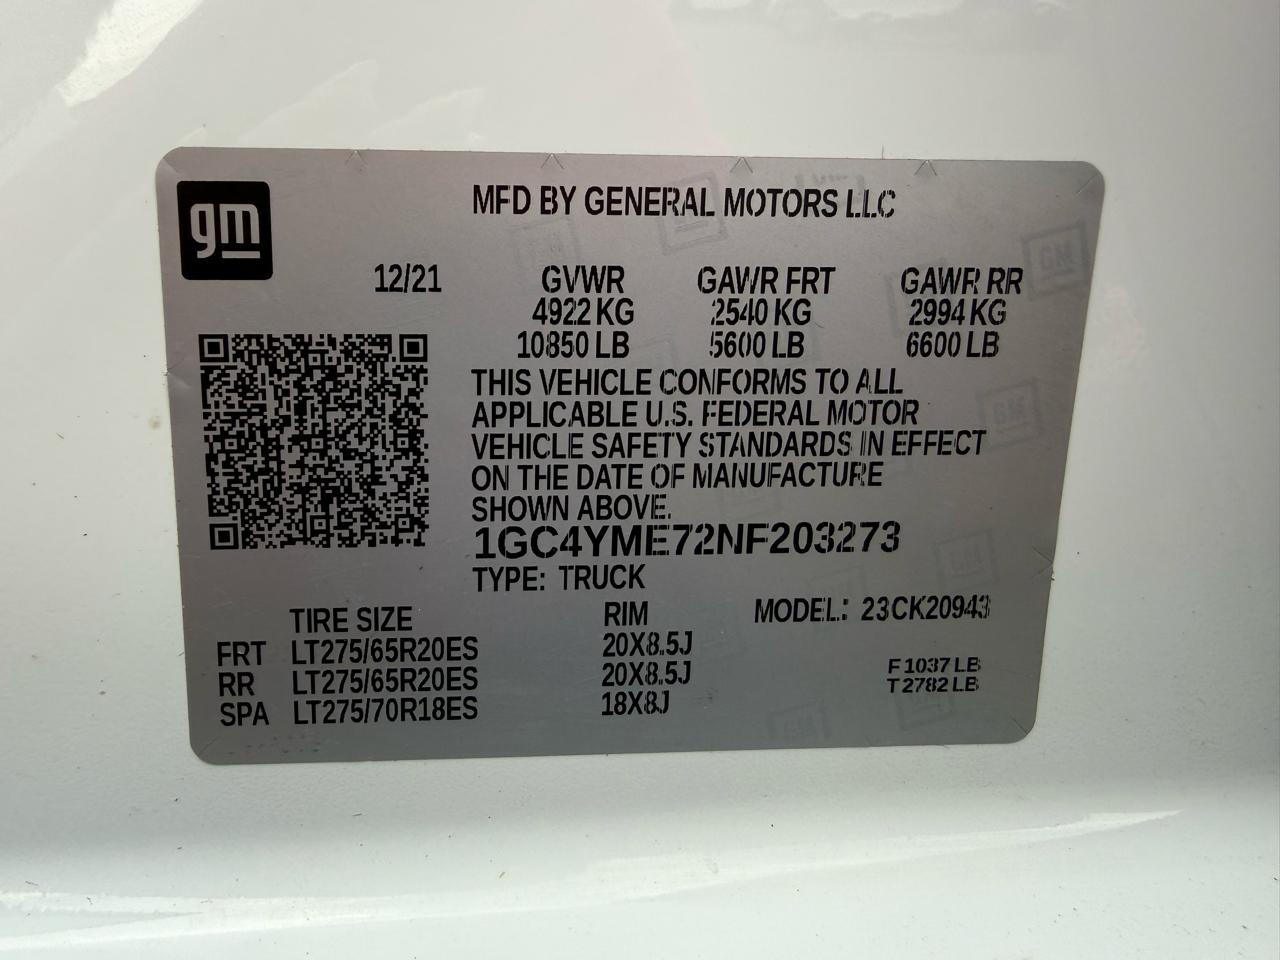 gm
MFD BY GENERAL MOTORS LLC
12/21 GVWR GAWR FRT GAWR RR
4922 KG 2540 KG 2994 KG
10850 LB 5600 LB 6600 LB
THIS VEHICLE CONFORMS TO ALL
APPLICABLE U.S. FEDERAL MOTOR
VEHICLE SAFETY STANDARDS IN EFFECT
ON THE DATE OF MANUFACTURE
SHOWN ABOVE.
1GC4YME72NF203273
TYPE: TRUCK
TIRE SIZE RIM MODEL: 23CK20943
FRT LT275/65R20ES 20X8.5J
RR LT275/65R20ES 20X8.5J
SPA LT275/70R18ES 18X8J
F1037 LB
T2782 LB